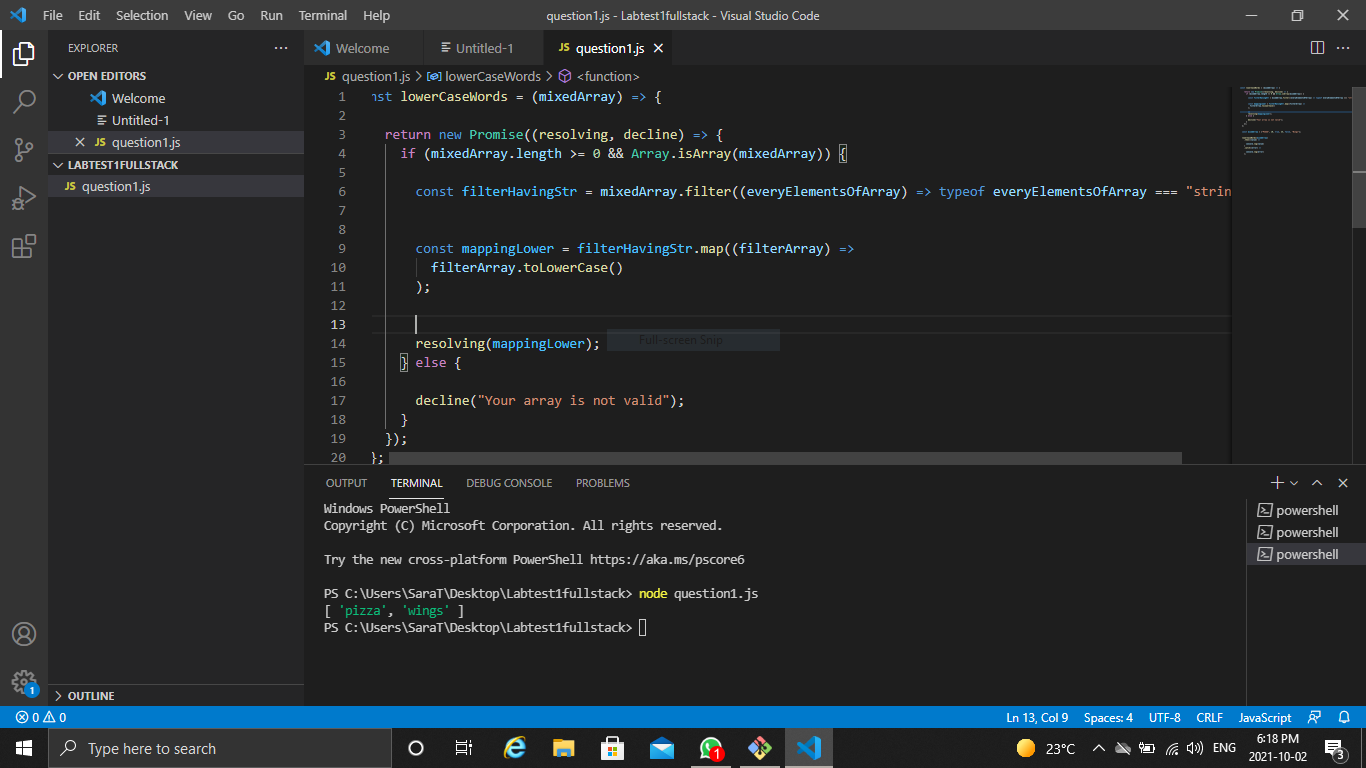 File Edit Selection View Go Run Terminal Help
question1.js - Labtest1fullstack - Visual Studio Code
EXPLORER
OPEN EDITORS
Welcome
Untitled-1
JS question1.js
LABTEST1FULLSTACK
JS question1.js
OUTLINE
Welcome Untitled-1 JS question1.js
JS question1.js > lowerCaseWords > <function>
1 nst lowerCaseWords = (mixedArray) => {
2
3 return new Promise((resolving, decline) => {
4 if (mixedArray.length >= 0 && Array.isArray(mixedArray)) {
5
6 const filterHavingStr = mixedArray.filter((everyElementsOfArray) => typeof everyElementsOfArray === "strin
7
8
9 const mappingLower = filterHavingStr.map((filterArray) =>
10 filterArray.toLowerCase()
11 );
12
13
Full-screen Snip
14 resolving(mappingLower);
15 } else {
16
17 decline("Your array is not valid");
18 }
19 });
20 };
OUTPUT TERMINAL DEBUG CONSOLE PROBLEMS
Windows PowerShell
Copyright (C) Microsoft Corporation. All rights reserved.
Try the new cross-platform PowerShell https://aka.ms/pscore6
PS C:\Users\SaraT\Desktop\Labtest1fullstack> node question1.js
[ 'pizza', 'wings' ]
PS C:\Users\SaraT\Desktop\Labtest1fullstack>
powershell
powershell
powershell
1
0 0
Ln 13, Col 9 Spaces: 4 UTF-8 CRLF JavaScript
Type here to search
1
23°C
ENG
6:18 PM
2021-10-02
3